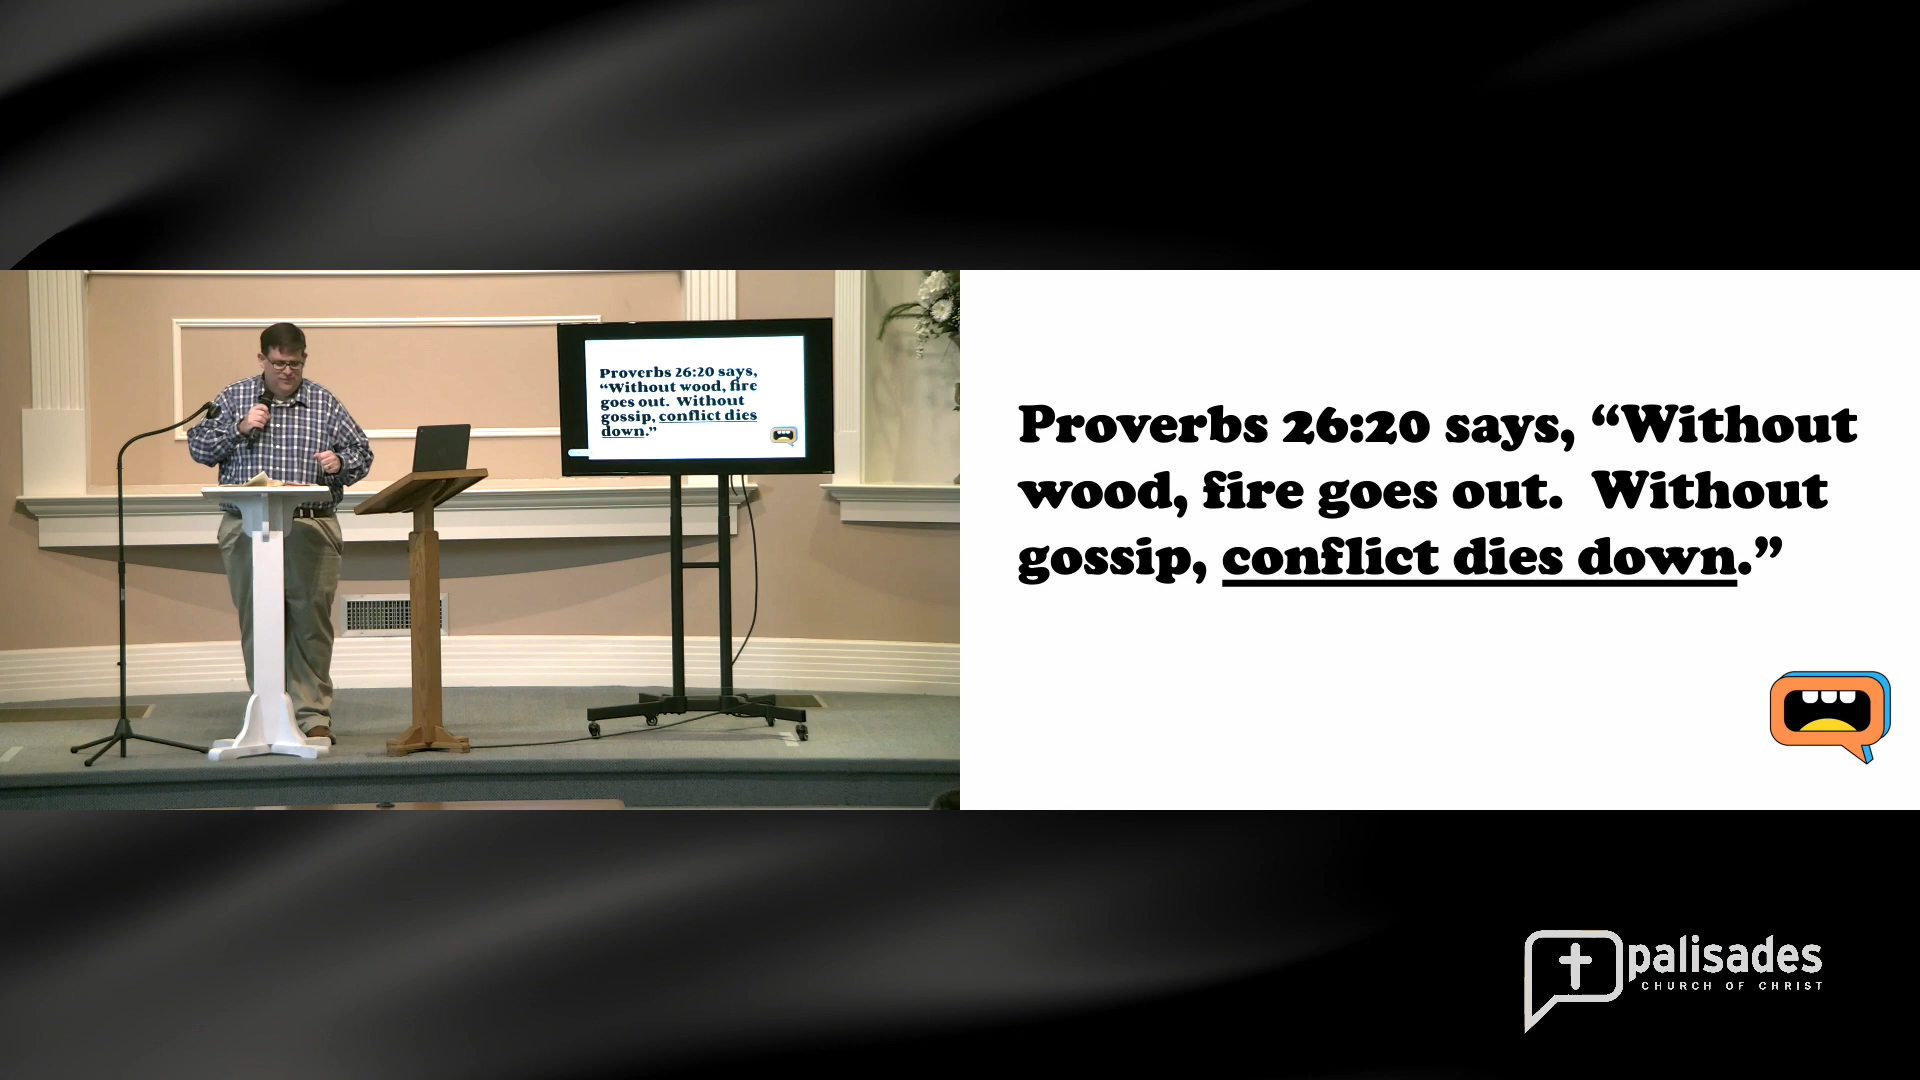 Proverbs 26:20 says,
“Without wood, fire
goes out.  Without
gossip, conflict dies
down.”
Proverbs 26:20 says, “Without
wood, fire goes out.  Without
gossip, conflict dies down.”
palisades
CHURCH OF CHRIST